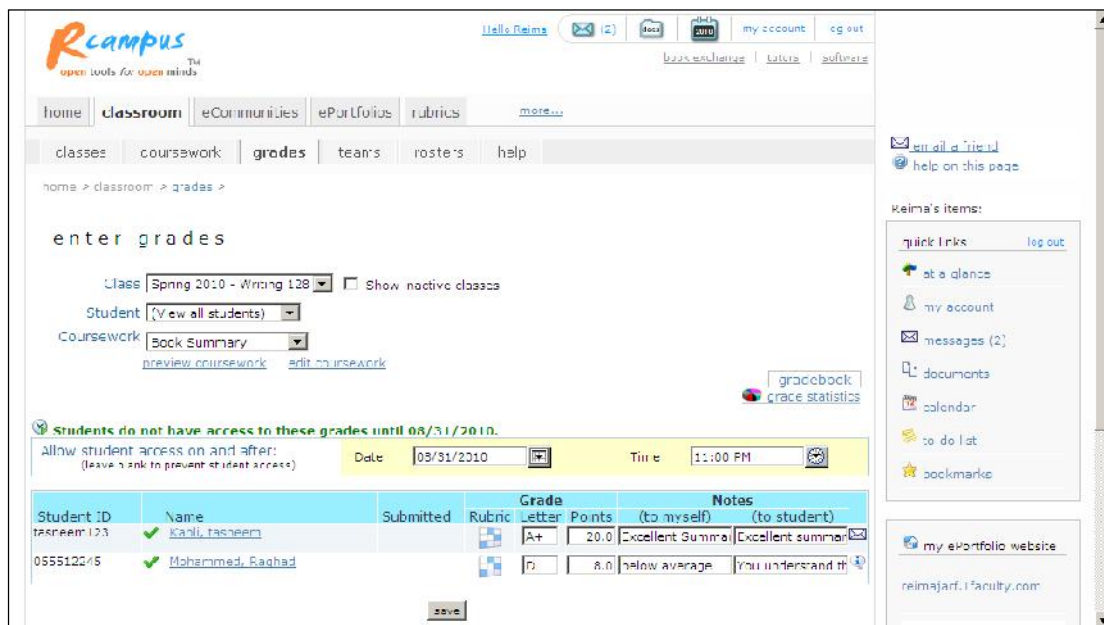 Rcampus TM
open tools for open minds
Hello Reima (2) docs 2010 my account log out
book exchange | tutors | software
home classroom eCommunities ePortfolios rubrics more...
classes coursework grades teams rosters help
home > classroom > grades >
enter grades
Class Spring 2010 - Writing 128 Show inactive classes
Student (View all students)
Coursework Book Summary
preview coursework edit coursework
gradebook
grade statistics
Students do not have access to these grades until 08/31/2010.
Allow student access on and after:
(leave blank to prevent student access)
Date 08/31/2010 Time 11:00 PM
Grade Notes
Student ID Name Submitted Rubric Letter Points (to myself) (to student)
tasneem123 Kabli, tasneem A+ 20.0 Excellent Summar Excellent summar
055512245 Mohammed, Raghad D 8.0 below average You understand th
save
email a friend
help on this page
Reima's items:
quick links log out
at a glance
my account
messages (2)
documents
calendar
to do list
bookmarks
my ePortfolio website
reimajarf.1faculty.com